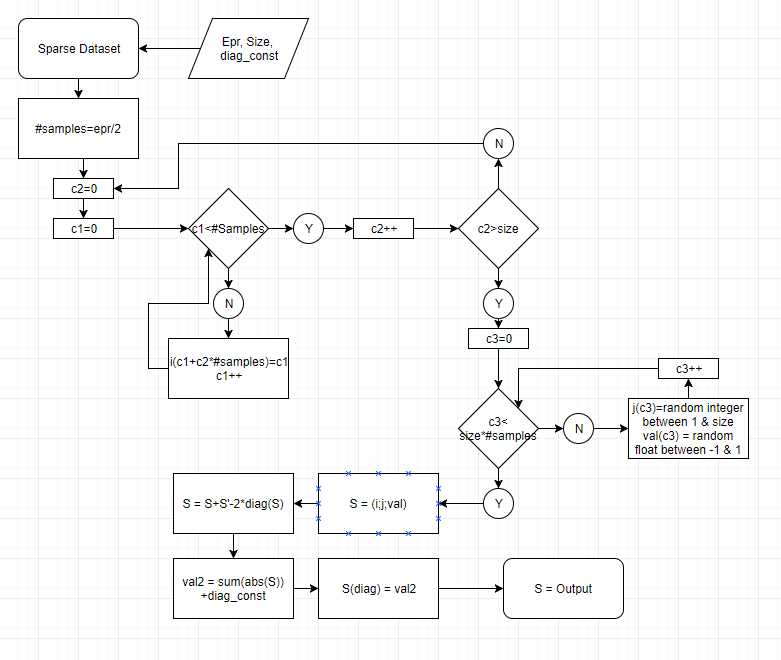 Sparse Dataset
Epr, Size,
diag_const
#samples=epr/2
N
c2=0
c1=0
c1<#Samples
Y
c2++
c2>size
N
Y
i(c1+c2*#samples)=c1
c1++
c3=0
c3++
c3<
size*#samples
N
j(c3)=random integer
between 1 & size
val(c3) = random
float between -1 & 1
S = S+S'-2*diag(S)
S = (i;j;val)
Y
val2 = sum(abs(S))
+diag_const
S(diag) = val2
S = Output